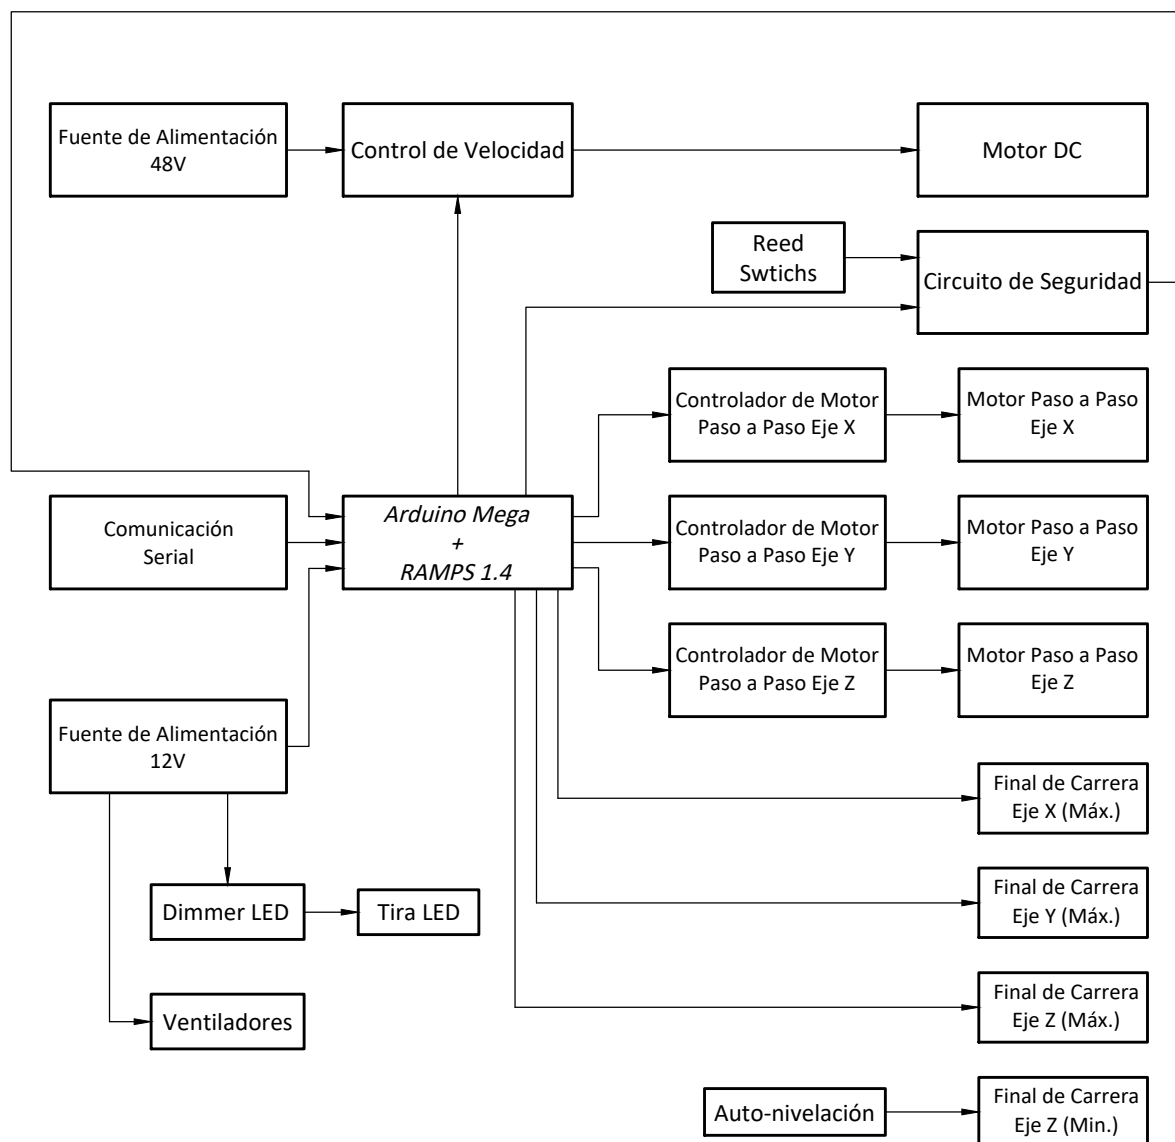 Fuente de Alimentación
48V
Control de Velocidad
Motor DC
Reed
Swtichs
Circuito de Seguridad
Controlador de Motor
Paso a Paso Eje X
Motor Paso a Paso
Eje X
Comunicación
Serial
Arduino Mega
+
RAMPS 1.4
Controlador de Motor
Paso a Paso Eje Y
Motor Paso a Paso
Eje Y
Controlador de Motor
Paso a Paso Eje Z
Motor Paso a Paso
Eje Z
Fuente de Alimentación
12V
Final de Carrera
Eje X (Máx.)
Dimmer LED
Tira LED
Final de Carrera
Eje Y (Máx.)
Ventiladores
Final de Carrera
Eje Z (Máx.)
Auto-nivelación
Final de Carrera
Eje Z (Min.)